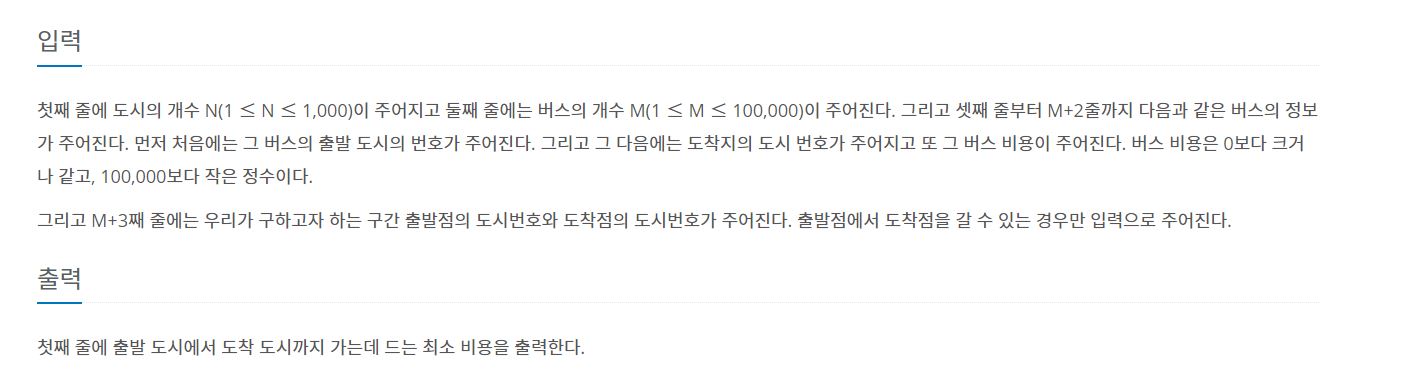 입력
첫째 줄에 도시의 개수 N(1 ≤ N ≤ 1,000)이 주어지고 둘째 줄에는 버스의 개수 M(1 ≤ M ≤ 100,000)이 주어진다. 그리고 셋째 줄부터 M+2줄까지 다음과 같은 버스의 정보
가 주어진다. 먼저 처음에는 그 버스의 출발 도시의 번호가 주어진다. 그리고 그 다음에는 도착지의 도시 번호가 주어지고 또 그 버스 비용이 주어진다. 버스 비용은 0보다 크거
나 같고, 100,000보다 작은 정수이다.
그리고 M+3째 줄에는 우리가 구하고자 하는 구간 출발점의 도시번호와 도착점의 도시번호가 주어진다. 출발점에서 도착점을 갈 수 있는 경우만 입력으로 주어진다.
출력
첫째 줄에 출발 도시에서 도착 도시까지 가는데 드는 최소 비용을 출력한다.